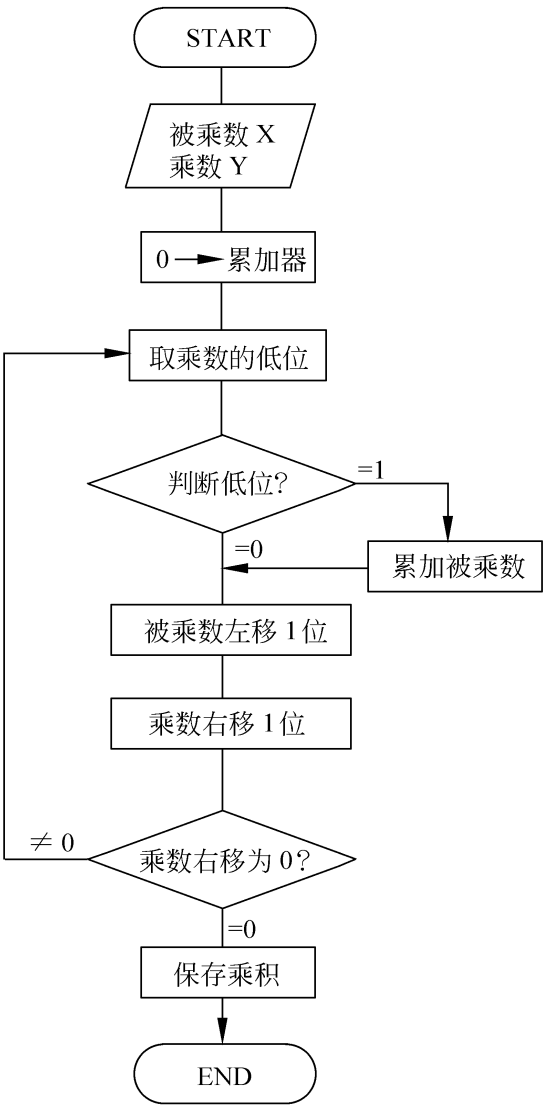 START
被乘数 X
乘数 Y
0 累加器
取乘数的低位
判断低位?
=1
=0
累加被乘数
被乘数左移 1 位
乘数右移 1 位
≠ 0
乘数右移为 0?
=0
保存乘积
END